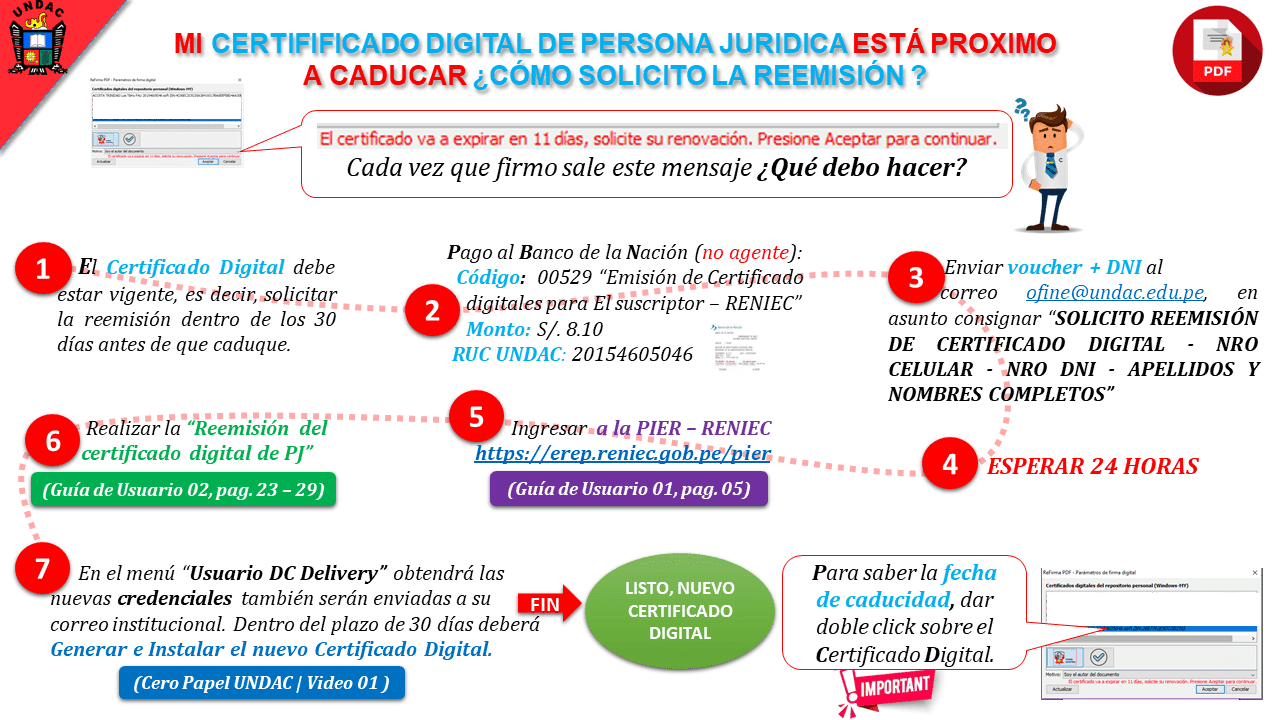 UNDAC
MI CERTIFIFICADO DIGITAL DE PERSONA JURIDICA ESTÁ PROXIMO
A CADUCAR ¿CÓMO SOLICITO LA REEMISIÓN ?
PDF
ReFirma PDF - Parámetros de firma digital
Certificados digitales del repositorio personal (Windows-MY)
Motivo: Soy el autor del documento
El certificado va a expirar en 11 días, solicite su renovación. Presione Aceptar para continuar.
Actualizar Aceptar Cancelar
El certificado va a expirar en 11 días, solicite su renovación. Presione Aceptar para continuar.
Cada vez que firmo sale este mensaje ¿Qué debo hacer?
1
El Certificado Digital debe
estar vigente, es decir, solicitar
la reemisión dentro de los 30
días antes de que caduque.
2
Pago al Banco de la Nación (no agente):
Código: 00529 “Emisión de Certificado
digitales para El suscriptor – RENIEC”
Monto: S/. 8.10
RUC UNDAC: 20154605046
3
Enviar voucher + DNI al
correo ofine@undac.edu.pe, en
asunto consignar “SOLICITO REEMISIÓN
DE CERTIFICADO DIGITAL - NRO
CELULAR - NRO DNI - APELLIDOS Y
NOMBRES COMPLETOS”
4
ESPERAR 24 HORAS
5
Ingresar a la PIER – RENIEC
https://erep.reniec.gob.pe/pier
(Guía de Usuario 01, pag. 05)
6
Realizar la “Reemisión del
certificado digital de PJ”
(Guía de Usuario 02, pag. 23 – 29)
7
En el menú “Usuario DC Delivery” obtendrá las
nuevas credenciales también serán enviadas a su
correo institucional. Dentro del plazo de 30 días deberá
Generar e Instalar el nuevo Certificado Digital.
(Cero Papel UNDAC | Video 01 )
FIN
LISTO, NUEVO
CERTIFICADO
DIGITAL
Para saber la fecha
de caducidad, dar
doble click sobre el
Certificado Digital.
IMPORTANT
ReFirma PDF - Parámetros de firma digital
Certificados digitales del repositorio personal (Windows-MY)
Motivo: Soy el autor del documento
El certificado va a expirar en 11 días, solicite su renovación. Presione Aceptar para continuar.
Actualizar Aceptar Cancelar